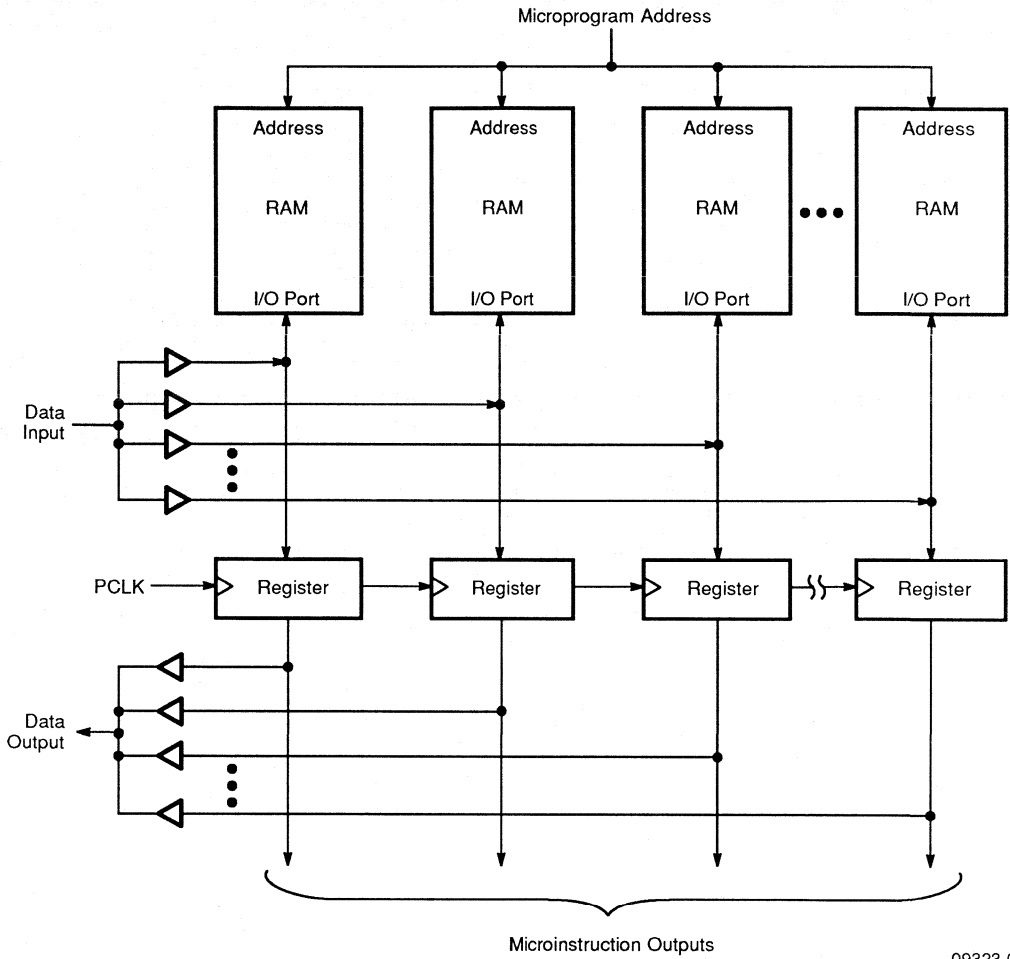 Microprogram Address
Address
Address
Address
Address
RAM
RAM
RAM
RAM
I/O Port
I/O Port
I/O Port
I/O Port
Data
Input
PCLK
Register
Register
Register
Register
Data
Output
Microinstruction Outputs